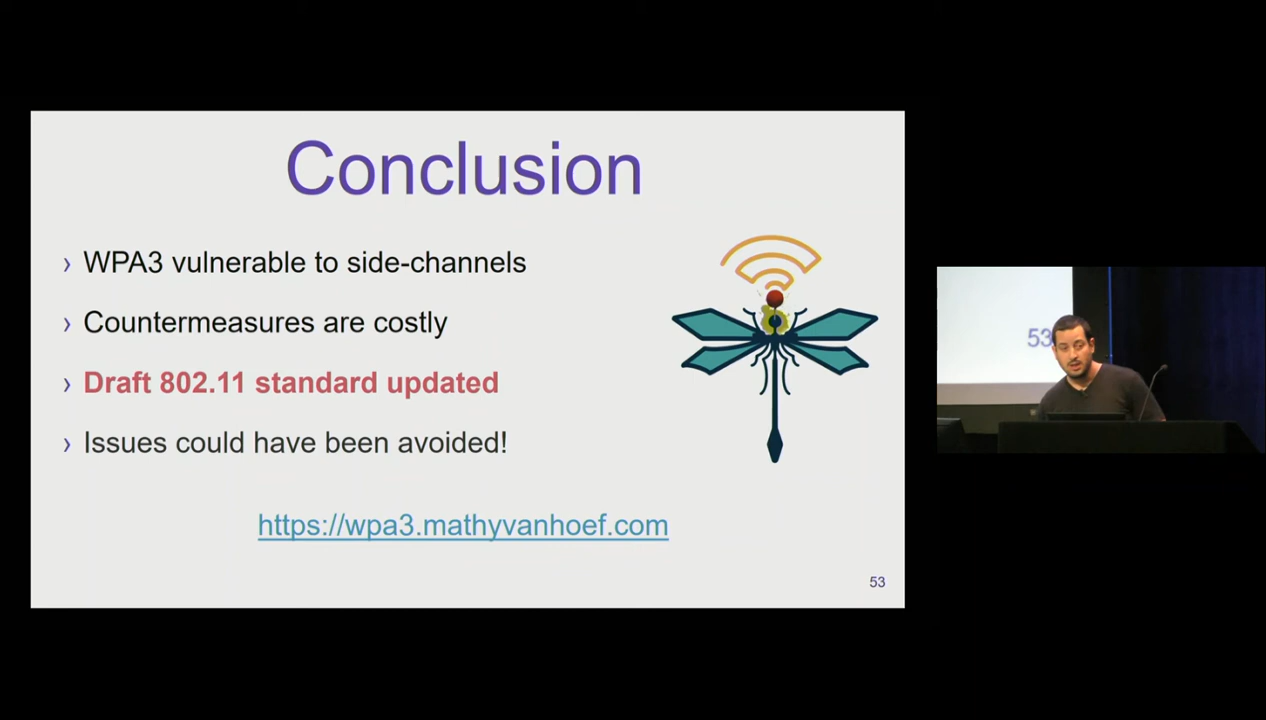 Conclusion
› WPA3 vulnerable to side-channels
› Countermeasures are costly
› Draft 802.11 standard updated
› Issues could have been avoided!
https://wpa3.mathyvanhoef.com
53
53